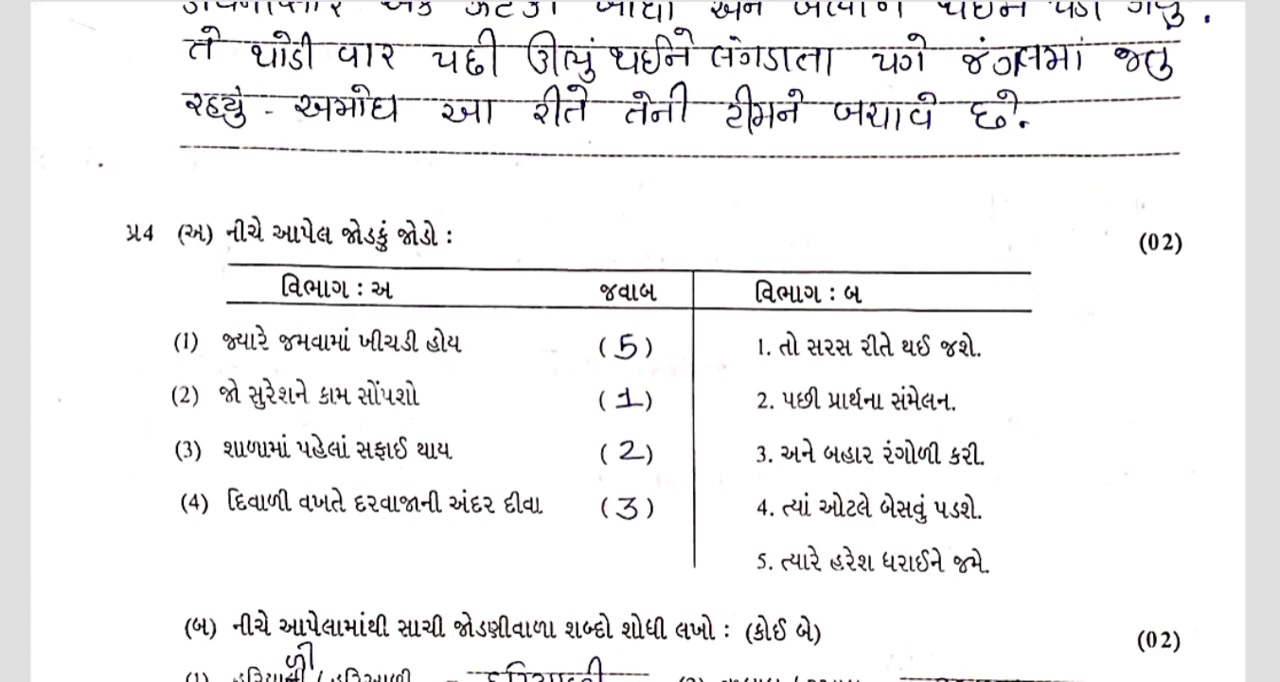 તે થોડી વાર પછી ઊભું થઈને લંગડાતા પગે જંગલમાં જતુ
રહ્યું - અમોઘ આ રીતે તેની ટીમને બચાવે છે.
પ્ર4 (અ) નીચે આપેલ જોડકું જોડો : (02)
વિભાગ : અ જવાબ વિભાગ : બ
(1) જ્યારે જમવામાં ખીચડી હોય (5) 1. તો સરસ રીતે થઈ જશે.
(2) જો સુરેશને કામ સોંપશો (1) 2. પછી પ્રાર્થના સંમેલન.
(3) શાળામાં પહેલાં સફાઈ થાય (2) 3. અને બહાર રંગોળી કરી.
(4) દિવાળી વખતે દરવાજાની અંદર દીવા (3) 4. ત્યાં ઓટલે બેસવું પડશે.
5. ત્યારે હરેશ ધરાઈને જમે.
(બ) નીચે આપેલામાંથી સાચી જોડણીવાળા શબ્દો શોધી લખો : (કોઈ બે) (02)